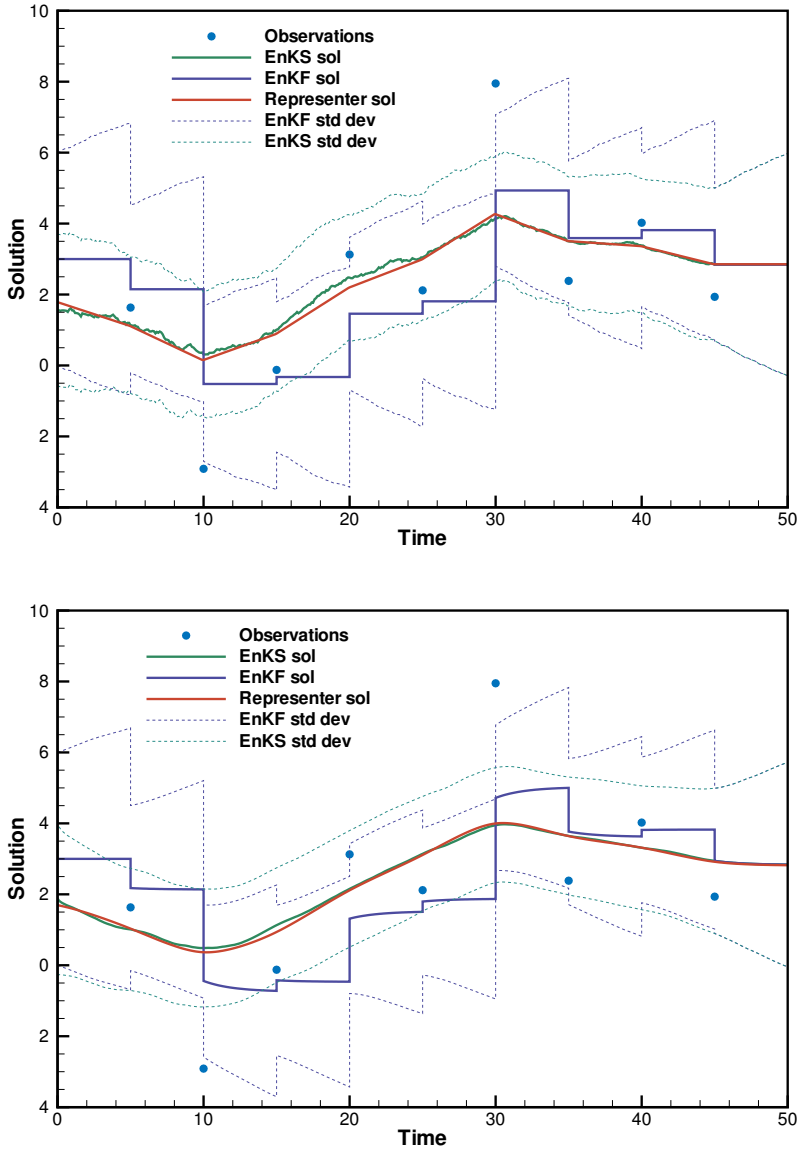 10
8
6
4
2
0
2
4
Solution
Observations
EnKS sol
EnKF sol
Representer sol
EnKF std dev
EnKS std dev
0 10 20 30 40 50
Time
10
8
6
4
2
0
2
4
Solution
Observations
EnKS sol
EnKF sol
Representer sol
EnKF std dev
EnKS std dev
0 10 20 30 40 50
Time